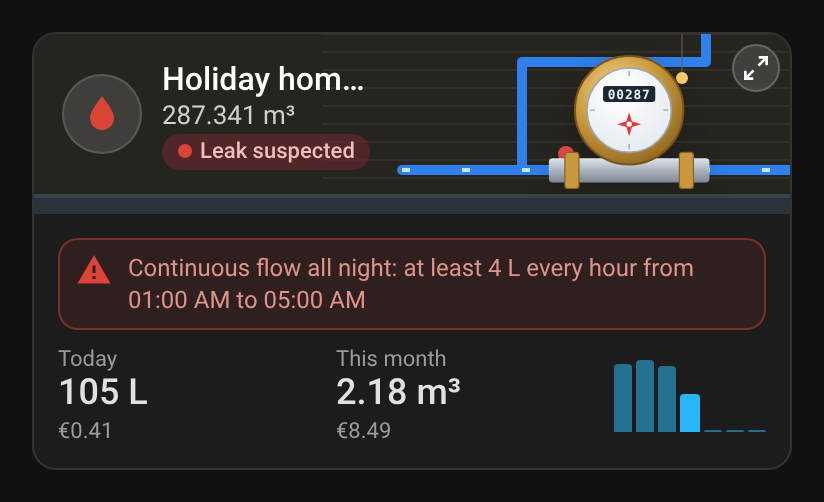 Holiday hom…
287.341 m³
Leak suspected
00287
Continuous flow all night: at least 4 L every hour from
01:00 AM to 05:00 AM
Today
This month
105 L
2.18 m³
€0.41
€8.49